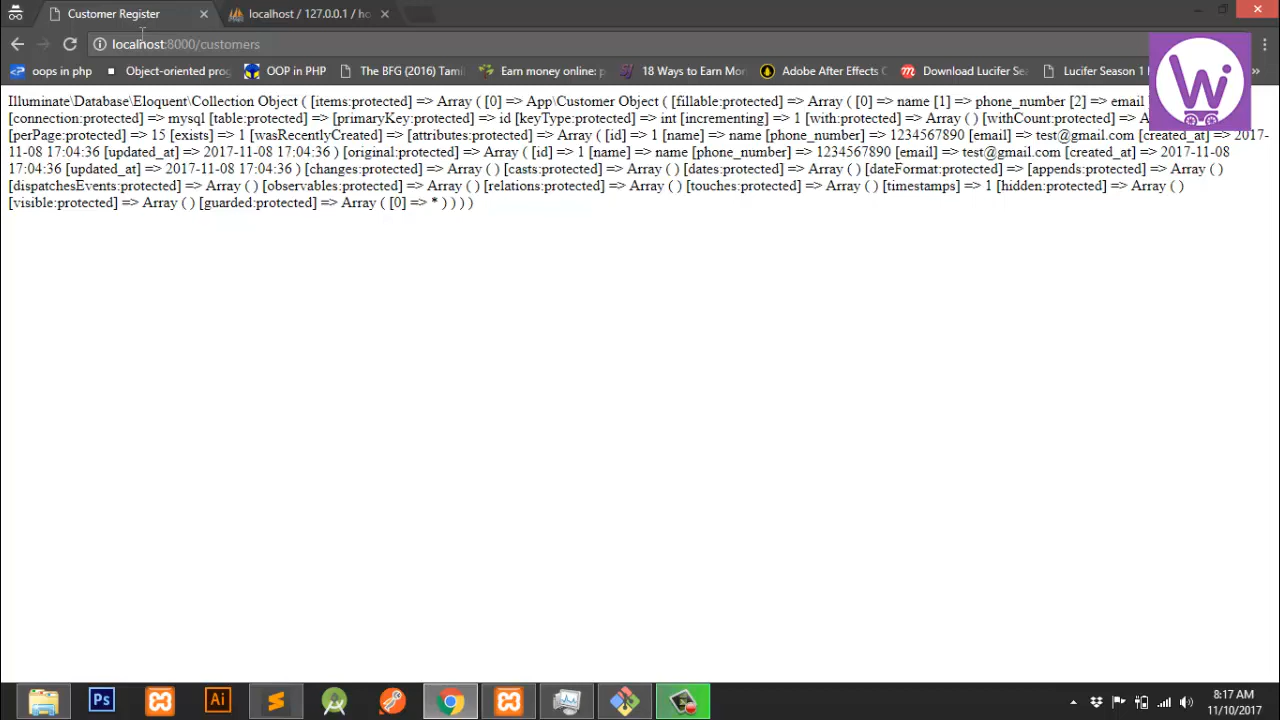 Customer Register
localhost / 127.0.0.1 / ho
localhost:8000/customers
oops in php
Object-oriented prog
OOP in PHP
The BFG (2016) Tamil
Earn money online: p
18 Ways to Earn Mon
Adobe After Effects C
Download Lucifer Sea
Lucifer Season 1
»
Illuminate\Database\Eloquent\Collection Object ( [items:protected] => Array ( [0] => App\Customer Object ( [fillable:protected] => Array ( [0] => name [1] => phone_number [2] => email
[connection:protected] => mysql [table:protected] => [primaryKey:protected] => id [keyType:protected] => int [incrementing] => 1 [with:protected] => Array ( ) [withCount:protected] => A
[perPage:protected] => 15 [exists] => 1 [wasRecentlyCreated] => [attributes:protected] => Array ( [id] => 1 [name] => name [phone_number] => 1234567890 [email] => test@gmail.com [created_at] => 2017-
11-08 17:04:36 [updated_at] => 2017-11-08 17:04:36 ) [original:protected] => Array ( [id] => 1 [name] => name [phone_number] => 1234567890 [email] => test@gmail.com [created_at] => 2017-11-08
17:04:36 [updated_at] => 2017-11-08 17:04:36 ) [changes:protected] => Array ( ) [casts:protected] => Array ( ) [dates:protected] => Array ( ) [dateFormat:protected] => [appends:protected] => Array ( )
[dispatchesEvents:protected] => Array ( ) [observables:protected] => Array ( ) [relations:protected] => Array ( ) [touches:protected] => Array ( ) [timestamps] => 1 [hidden:protected] => Array ( )
[visible:protected] => Array ( ) [guarded:protected] => Array ( [0] => * ) ) ) )
Wi
Ps
Ai
8:17 AM
11/10/2017